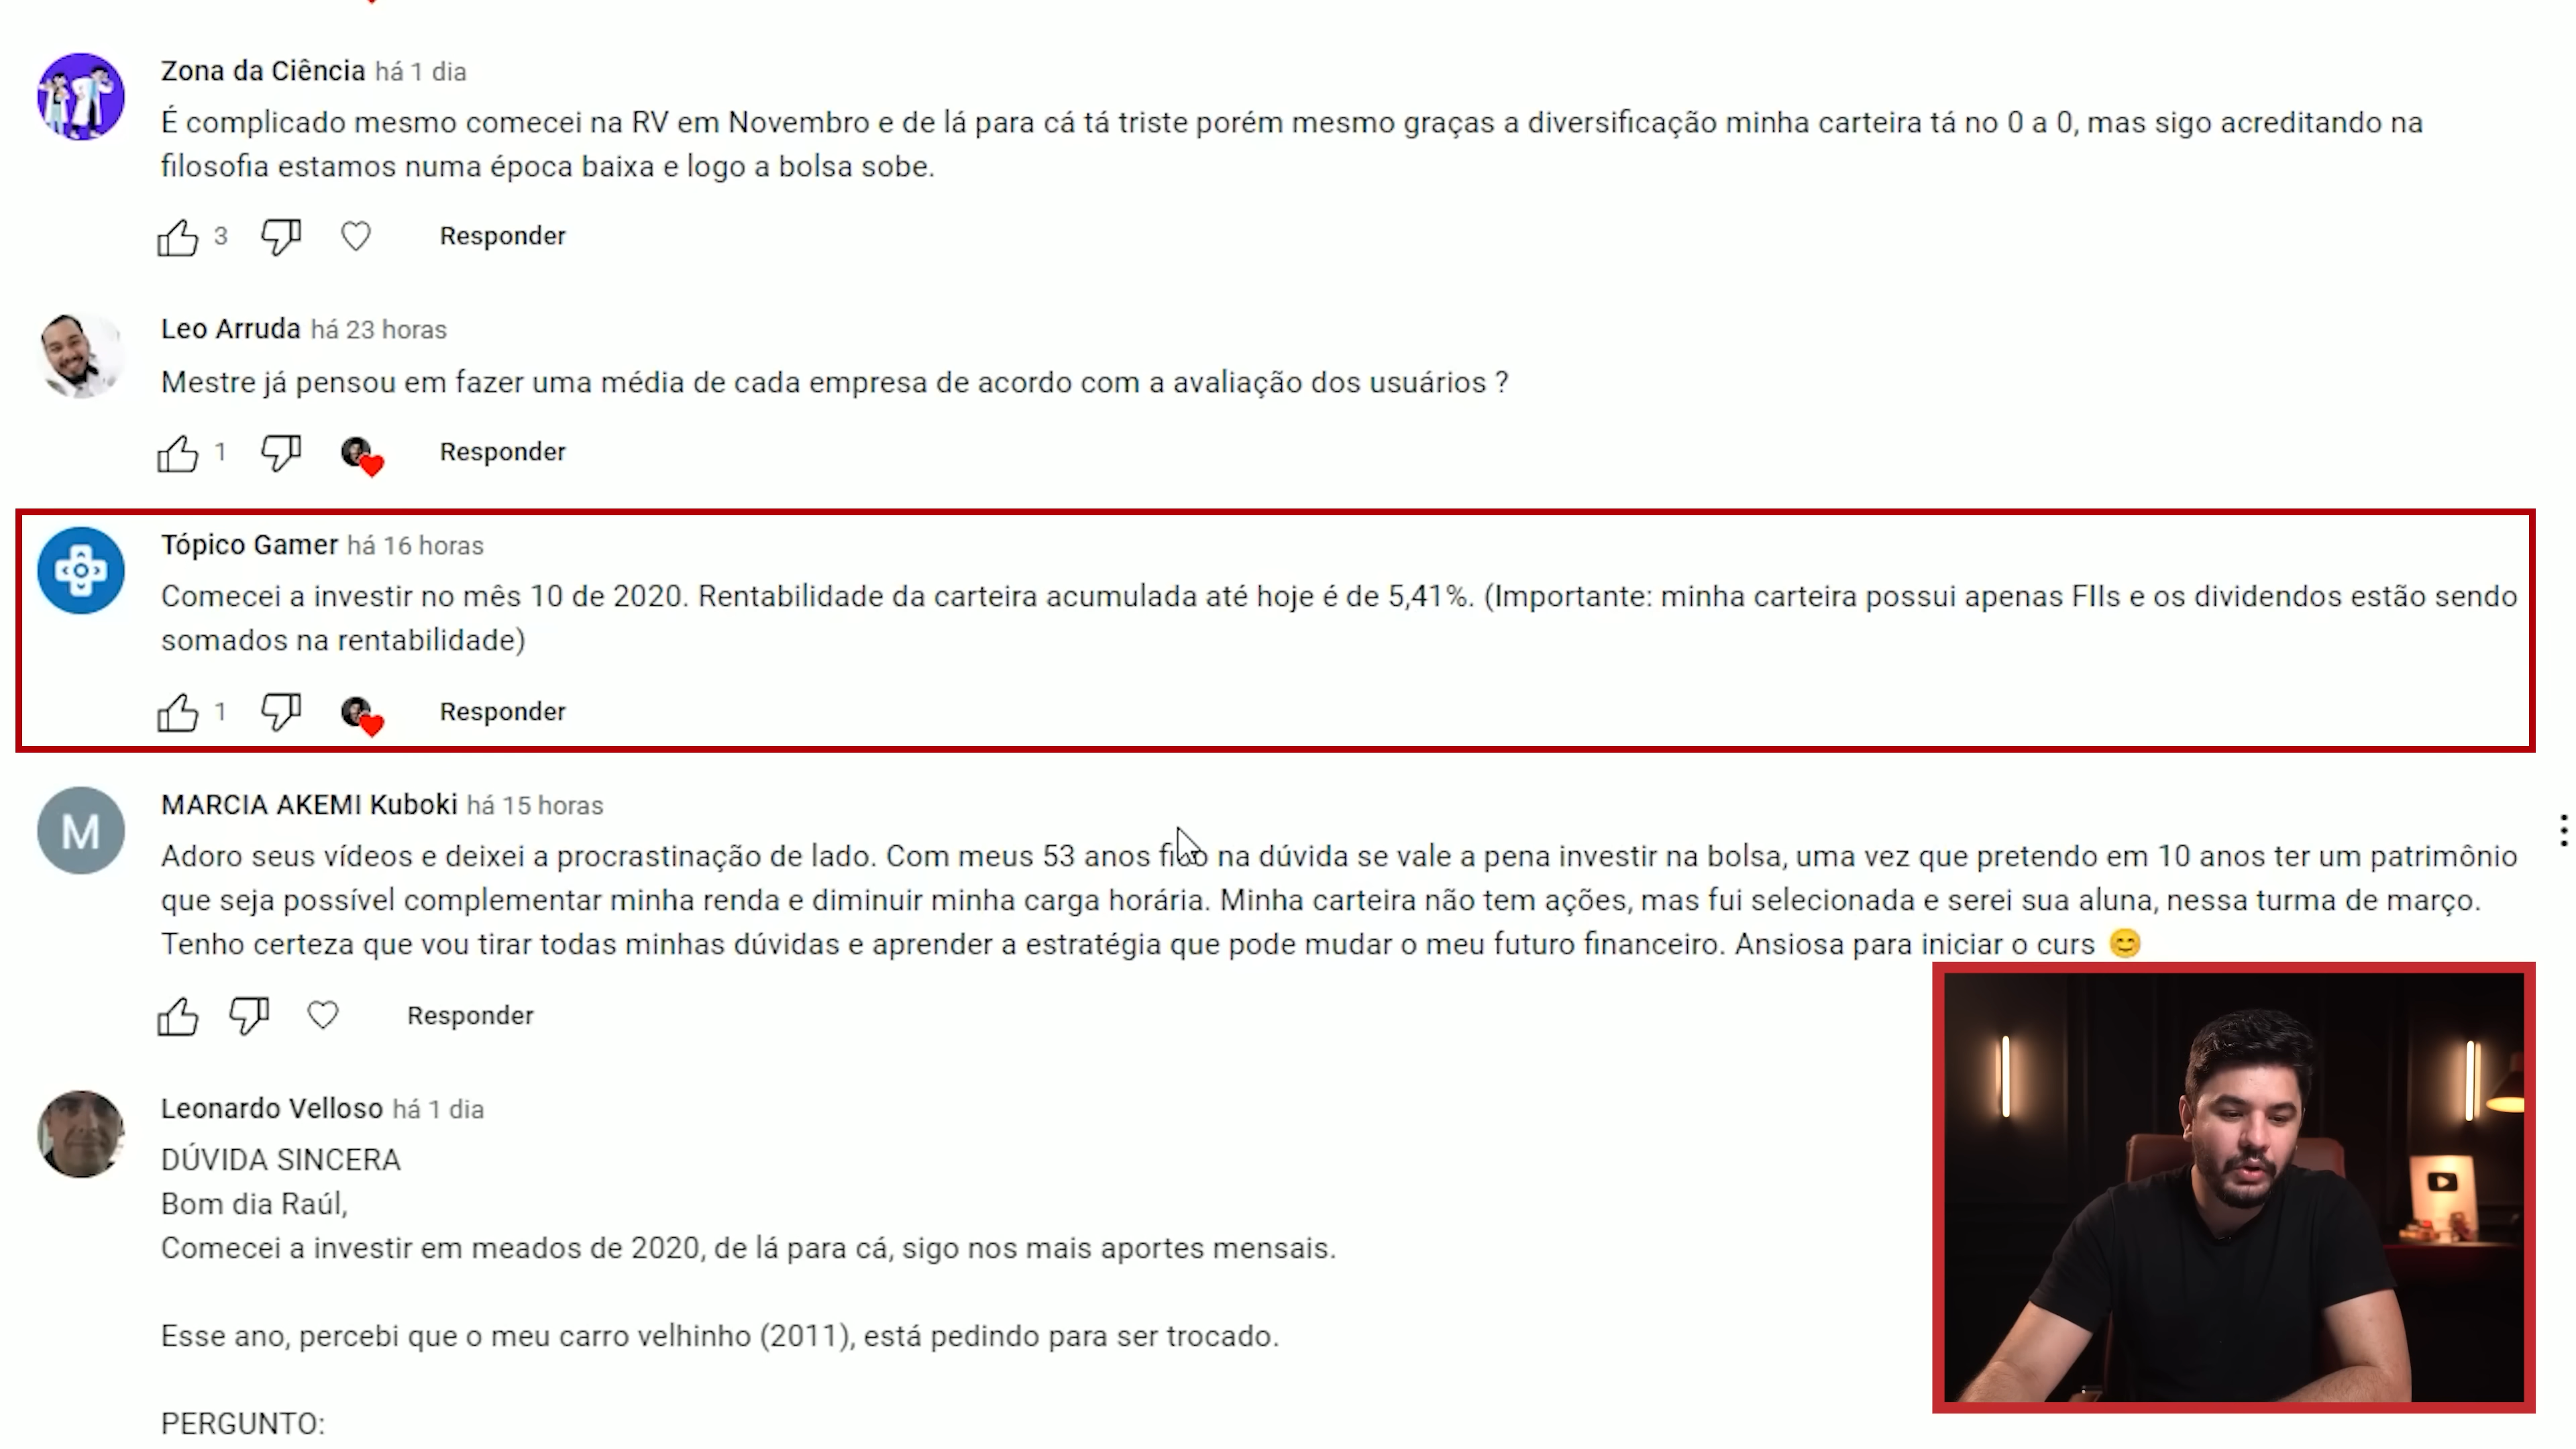 Zona da Ciência há 1 dia
É complicado mesmo comecei na RV em Novembro e de lá para cá tá triste porém mesmo graças a diversificação minha carteira tá no 0 a 0, mas sigo acreditando na
filosofia estamos numa época baixa e logo a bolsa sobe.
3 Responder
Leo Arruda há 23 horas
Mestre já pensou em fazer uma média de cada empresa de acordo com a avaliação dos usuários ?
1 Responder
Tópico Gamer há 16 horas
Comecei a investir no mês 10 de 2020. Rentabilidade da carteira acumulada até hoje é de 5,41%. (Importante: minha carteira possui apenas FIIs e os dividendos estão sendo
somados na rentabilidade)
1 Responder
M
MARCIA AKEMI Kuboki há 15 horas
Adoro seus vídeos e deixei a procrastinação de lado. Com meus 53 anos fico na dúvida se vale a pena investir na bolsa, uma vez que pretendo em 10 anos ter um patrimônio
que seja possível complementar minha renda e diminuir minha carga horária. Minha carteira não tem ações, mas fui selecionada e serei sua aluna, nessa turma de março.
Tenho certeza que vou tirar todas minhas dúvidas e aprender a estratégia que pode mudar o meu futuro financeiro. Ansiosa para iniciar o curs 😊
Responder
Leonardo Velloso há 1 dia
DÚVIDA SINCERA
Bom dia Raúl,
Comecei a investir em meados de 2020, de lá para cá, sigo nos mais aportes mensais.
Esse ano, percebi que o meu carro velhinho (2011), está pedindo para ser trocado.
PERGUNTO: